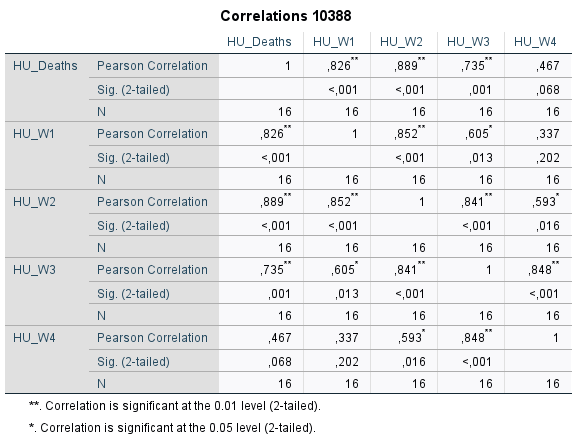 Correlations 10388
HU_Deaths HU_W1 HU_W2 HU_W3 HU_W4
HU_Deaths Pearson Correlation 1 ,826** ,889** ,735** ,467
Sig. (2-tailed) <,001 <,001 ,001 ,068
N 16 16 16 16 16
HU_W1 Pearson Correlation ,826** 1 ,852** ,605* ,337
Sig. (2-tailed) <,001 <,001 ,013 ,202
N 16 16 16 16 16
HU_W2 Pearson Correlation ,889** ,852** 1 ,841** ,593*
Sig. (2-tailed) <,001 <,001 <,001 ,016
N 16 16 16 16 16
HU_W3 Pearson Correlation ,735** ,605* ,841** 1 ,848**
Sig. (2-tailed) ,001 ,013 <,001 <,001
N 16 16 16 16 16
HU_W4 Pearson Correlation ,467 ,337 ,593* ,848** 1
Sig. (2-tailed) ,068 ,202 ,016 <,001
N 16 16 16 16 16
**. Correlation is significant at the 0.01 level (2-tailed).
*. Correlation is significant at the 0.05 level (2-tailed).